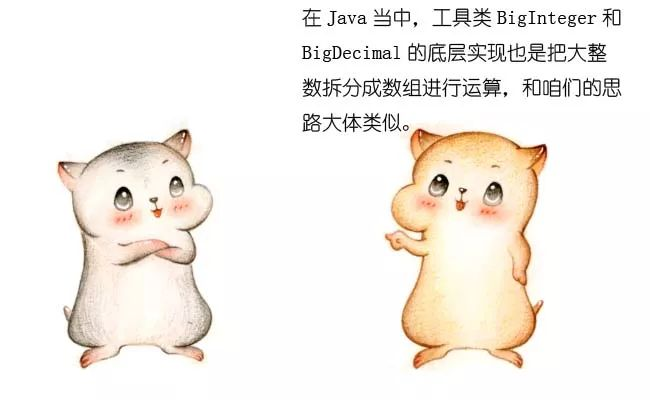 在 Java 当中，工具类 BigInteger 和
BigDecimal 的底层实现也是把大整
数拆分成数组进行运算，和咱们的思
路大体类似。